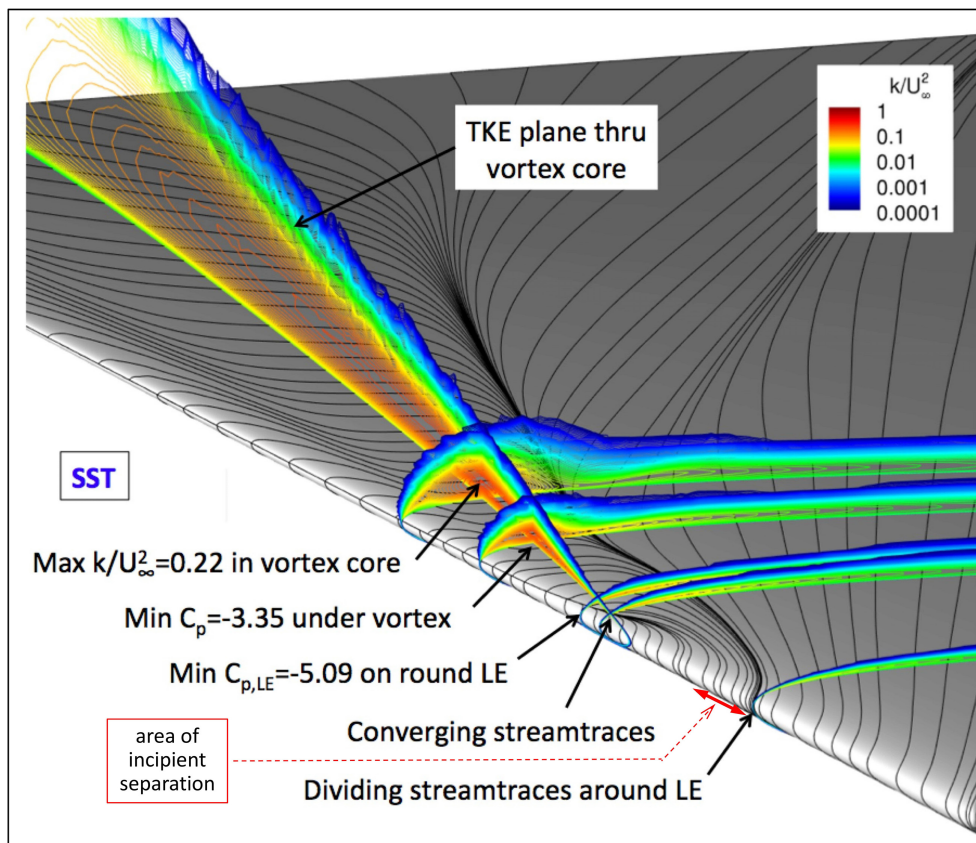 k/U²∞
1
0.1
0.01
0.001
0.0001
TKE plane thru
vortex core
SST
Max k/U²∞=0.22 in vortex core
Min Cp=-3.35 under vortex
Min Cp,LE=-5.09 on round LE
Converging streamtraces
area of
incipient
separation
Dividing streamtraces around LE